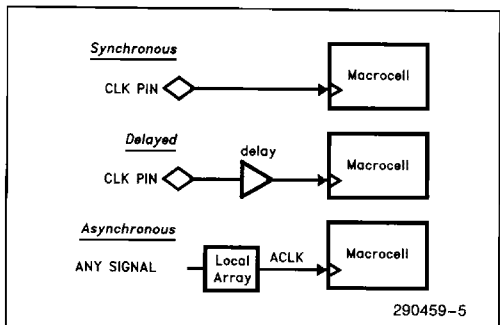 Synchronous
CLK PIN
Macrocell
Delayed
CLK PIN
delay
Macrocell
Asynchronous
ANY SIGNAL
Local
Array
ACLK
Macrocell
290459-5